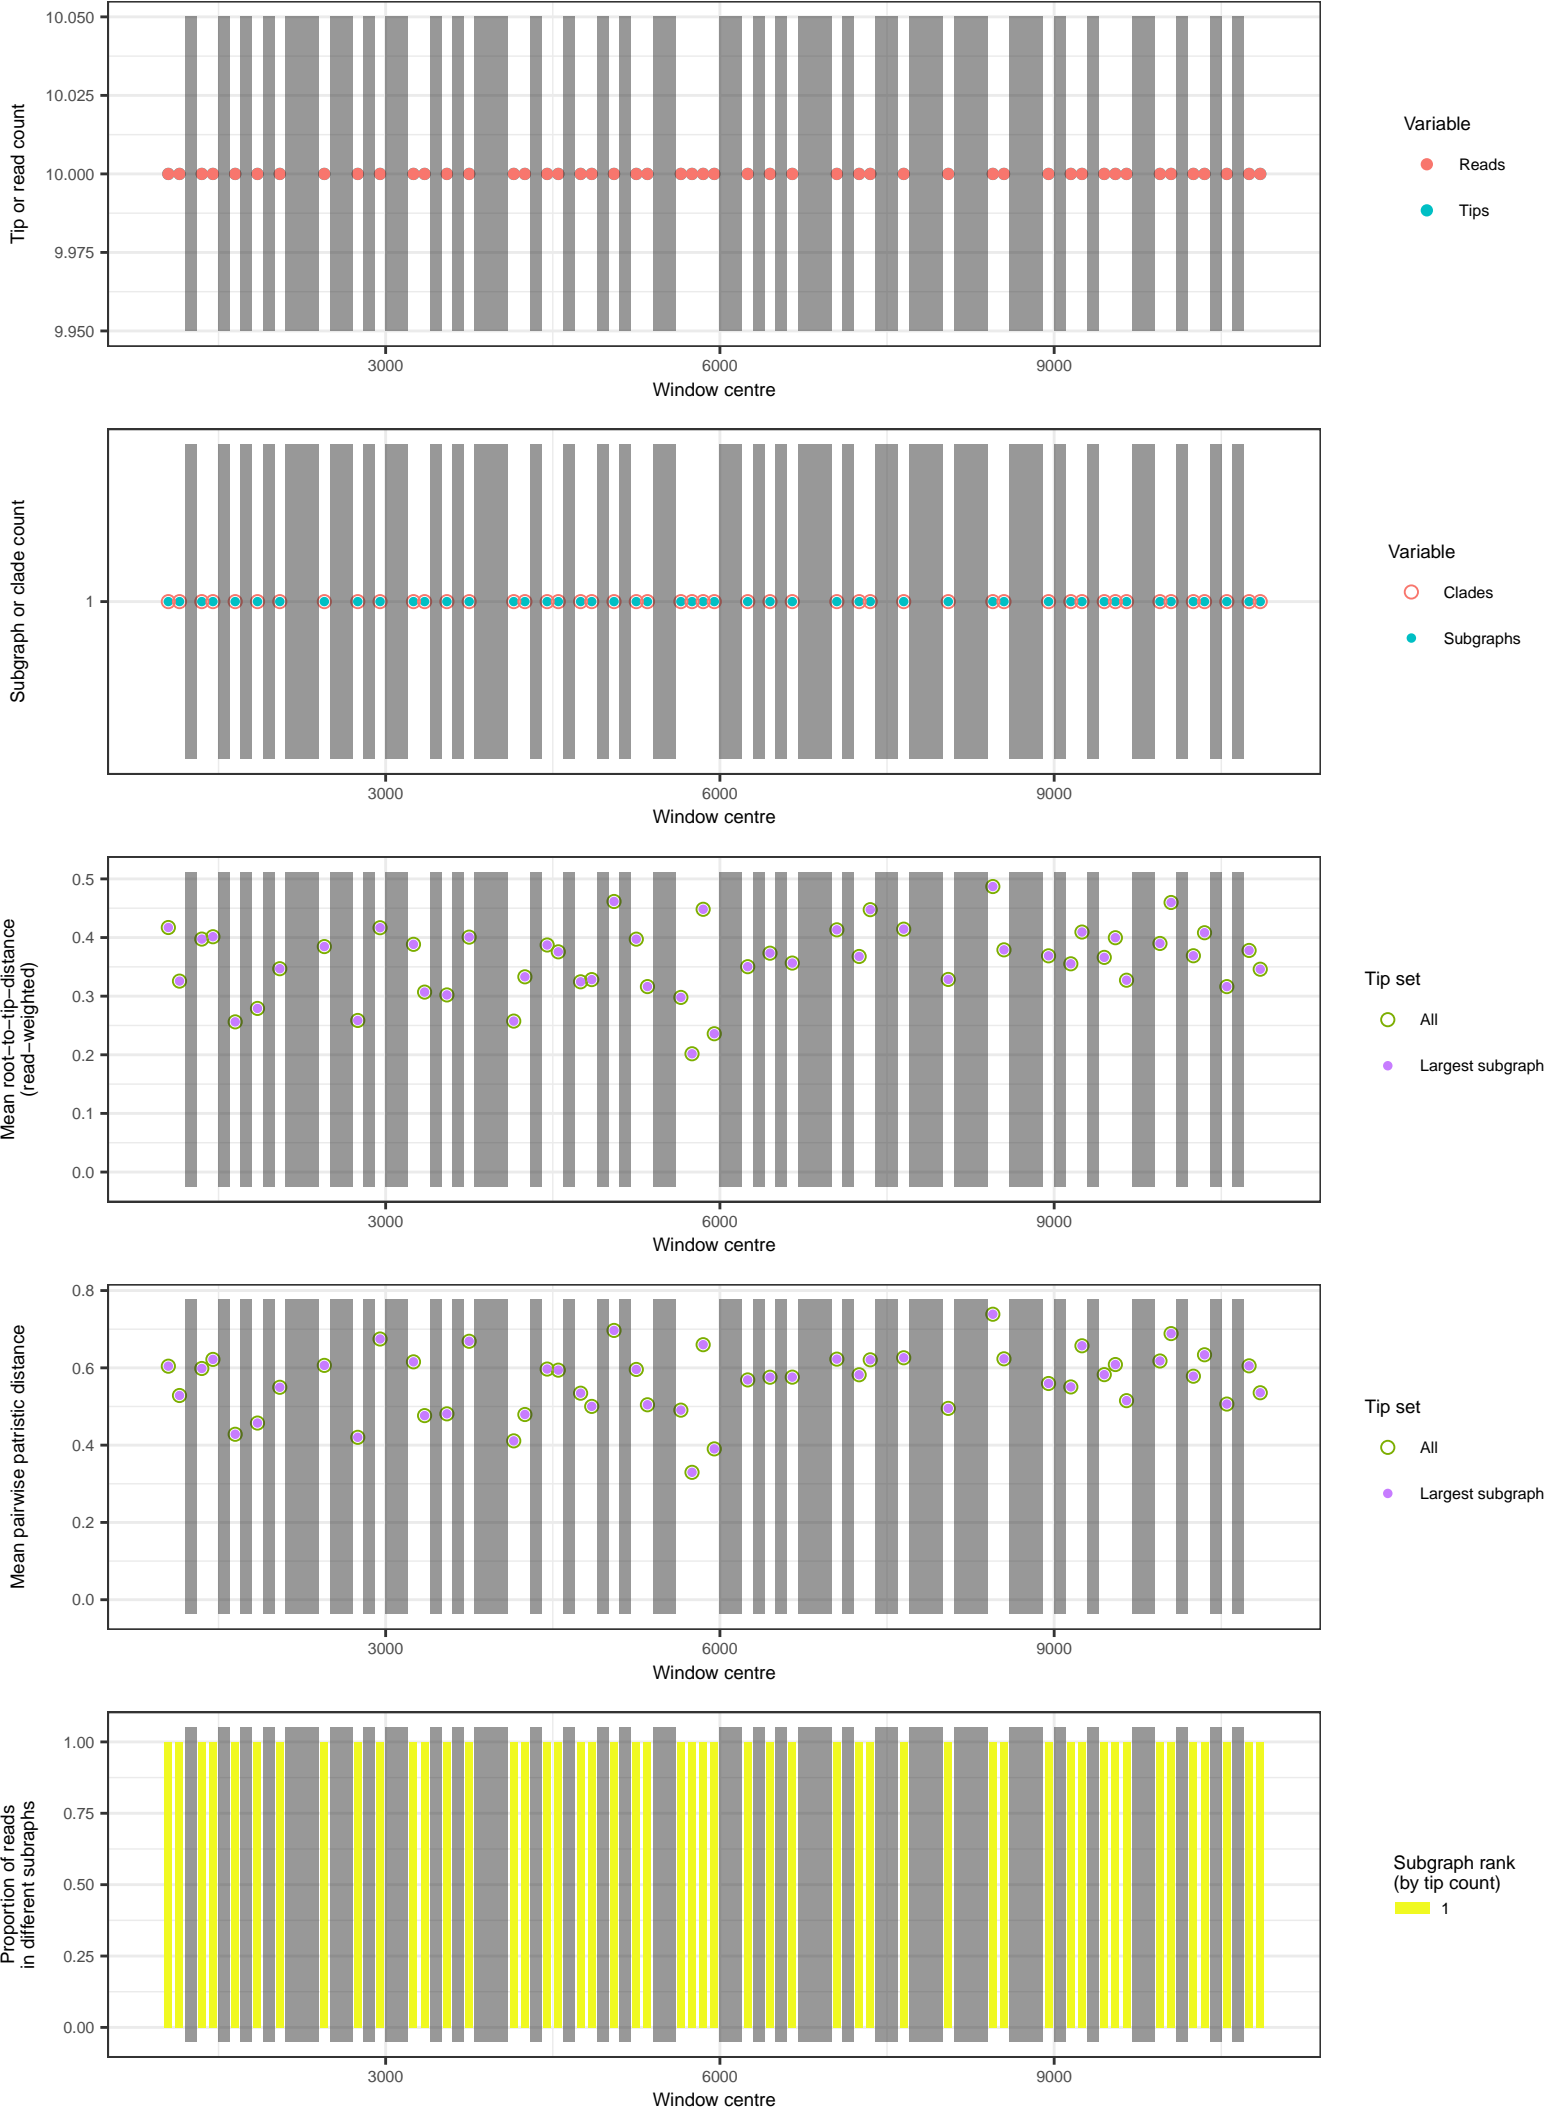 10.050
10.025
10.000
9.975
9.950
Tip or read count
3000
6000
9000
Window centre
Variable
Reads
Tips
1
Subgraph or clade count
3000
6000
9000
Window centre
Variable
Clades
Subgraphs
0.5
0.4
0.3
0.2
0.1
0.0
Mean root−to−tip−distance
(read−weighted)
3000
6000
9000
Window centre
Tip set
All
Largest subgraph
0.8
0.6
0.4
0.2
0.0
Mean pairwise patristic distance
3000
6000
9000
Window centre
Tip set
All
Largest subgraph
1.00
0.75
0.50
0.25
0.00
Proportion of reads
in different subraphs
3000
6000
9000
Window centre
Subgraph rank
(by tip count)
1